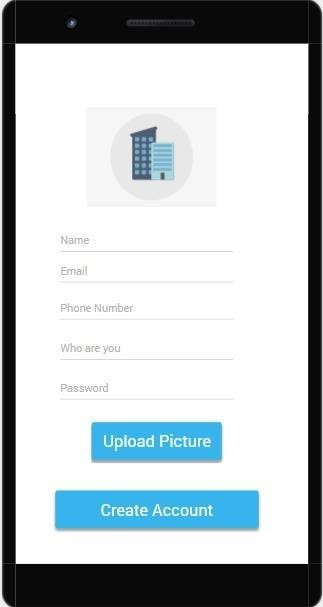 Name
Email
Phone Number
Who are you
Password
Upload Picture
Create Account